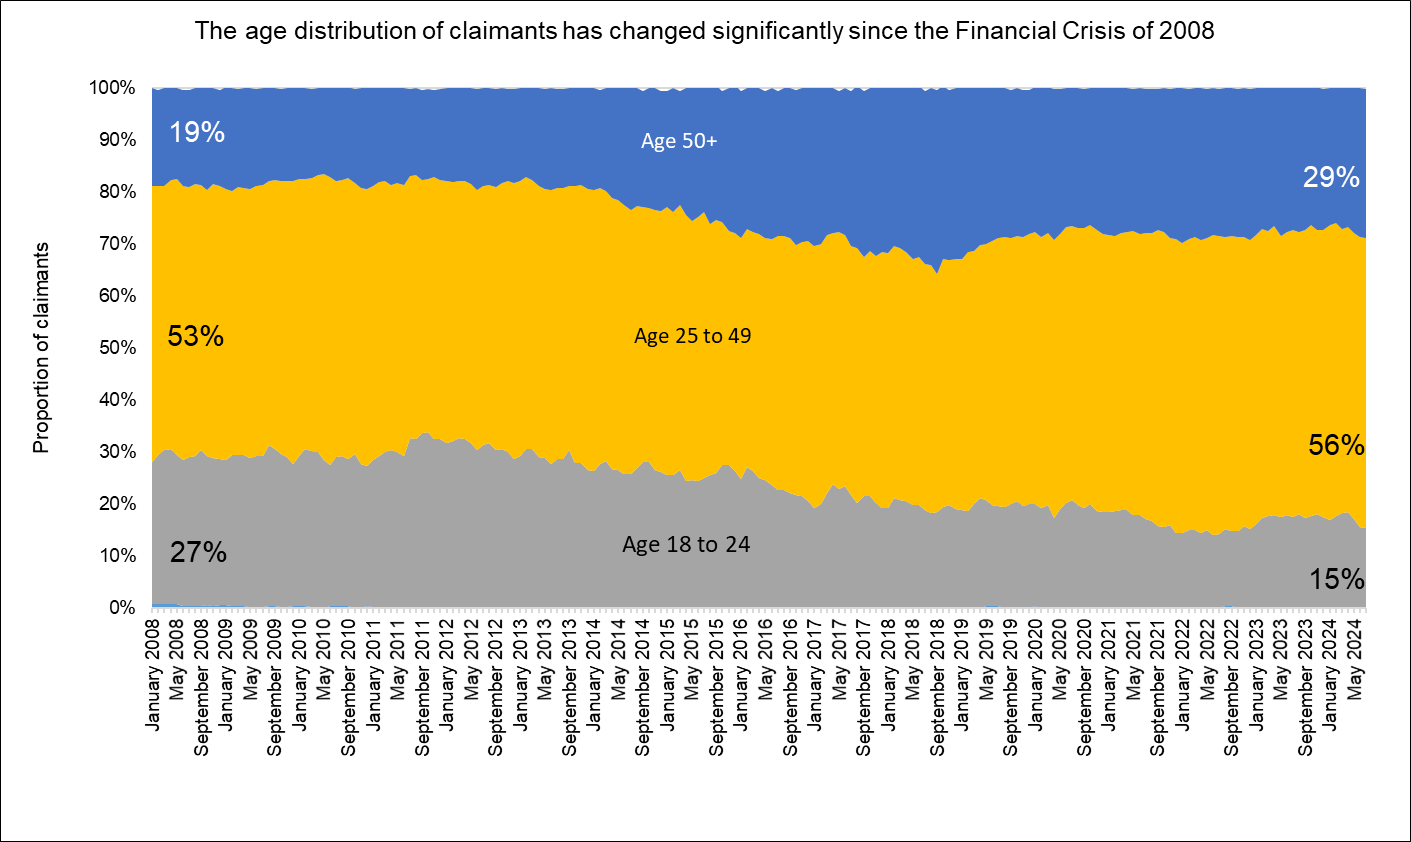 The age distribution of claimants has changed significantly since the Financial Crisis of 2008
Proportion of claimants
100%
90%
80%
70%
60%
50%
40%
30%
20%
10%
0%
19%
Age 50+
29%
53%
Age 25 to 49
56%
27%
Age 18 to 24
15%
January 2008
May 2008
September 2008
January 2009
May 2009
September 2009
January 2010
May 2010
September 2010
January 2011
May 2011
September 2011
January 2012
May 2012
September 2012
January 2013
May 2013
September 2013
January 2014
May 2014
September 2014
January 2015
May 2015
September 2015
January 2016
May 2016
September 2016
January 2017
May 2017
September 2017
January 2018
May 2018
September 2018
January 2019
May 2019
September 2019
January 2020
May 2020
September 2020
January 2021
May 2021
September 2021
January 2022
May 2022
September 2022
January 2023
May 2023
September 2023
January 2024
May 2024